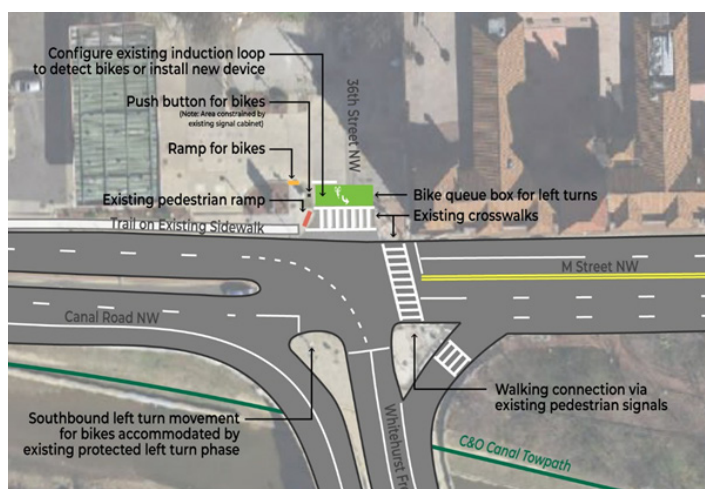 Configure existing induction loop
to detect bikes or install new device
36th Street NW
Push button for bikes
(Note: Area constrained by
existing signal cabinet)
Ramp for bikes
Existing pedestrian ramp
Bike queue box for left turns
Existing crosswalks
Trail on Existing Sidewalk
M Street NW
Canal Road NW
Walking connection via
existing pedestrian signals
Southbound left turn movement
for bikes accommodated by
existing protected left turn phase
Whitehurst Fr
C&O Canal Towpath